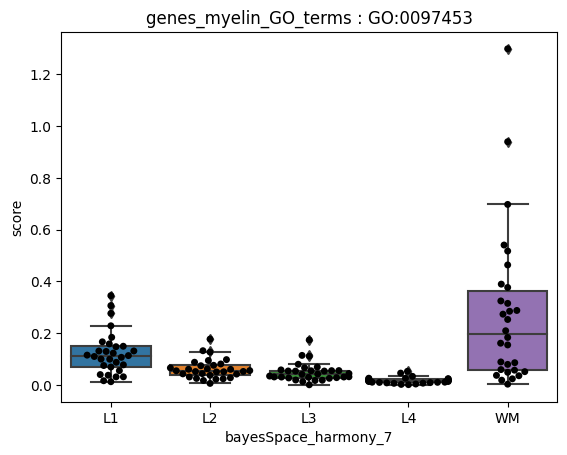 genes_myelin_GO_terms : GO:0097453
1.2
1.0
0.8
0.6
0.4
0.2
0.0
score
L1 L2 L3 L4 WM
bayesSpace_harmony_7